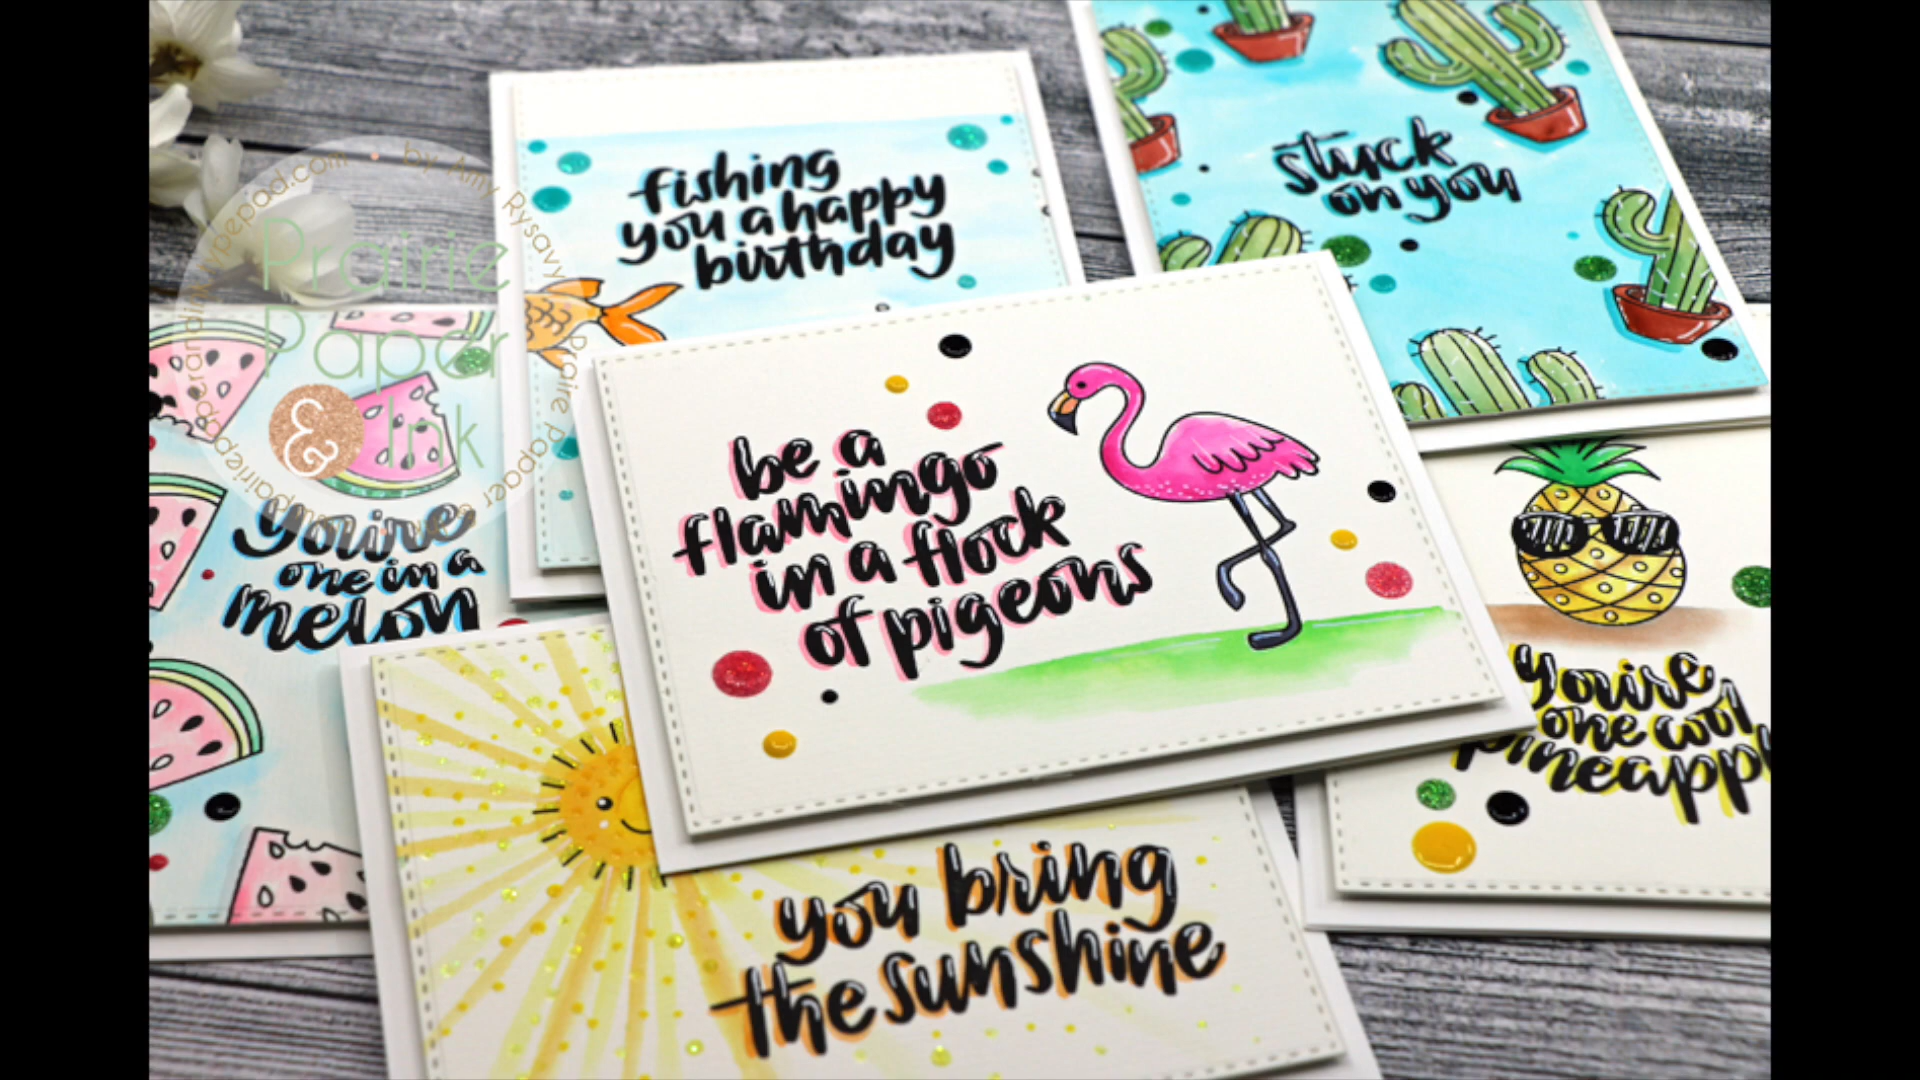 fishing
you a happy
birthday
stuck
on you
Prairie
Paper
& Ink
by Amy Rysavy
be a
flamingo
in a flock
of pigeons
you're
one in a
melon
you're
one cool
you bring
the sunshine